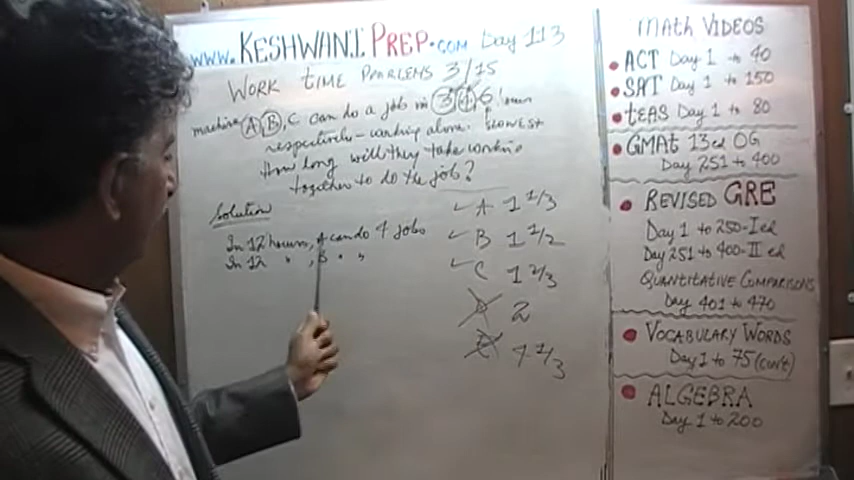 www.KESHWANI PREP.com Day 113
WORK TIME PROBLEMS 3/15
machine A, B, C can do a job in 3, 4, 6 hours
respectively - working alone. SLOWEST
How long will they take working
together to do the job?
Solution
In 12 hours, A can do 4 jobs
In 12 " , B " "
A 1 1/3
B 1 1/2
C 1 2/3
D 2
E 4 1/3
Math VIDEOS
ACT Day 1 to 40
SAT Day 1 to 150
tEAS Day 1 to 80
GMAt 13ed OG
Day 251 to 400
REVISED GRE
Day 1 to 250-I ed
Day 251 to 400-II ed
QUANTITATIVE COMPARISONS
Day 401 to 470
VOCABULARY WORDS
Day 1 to 75 (con't)
ALGEBRA
Day 1 to 200